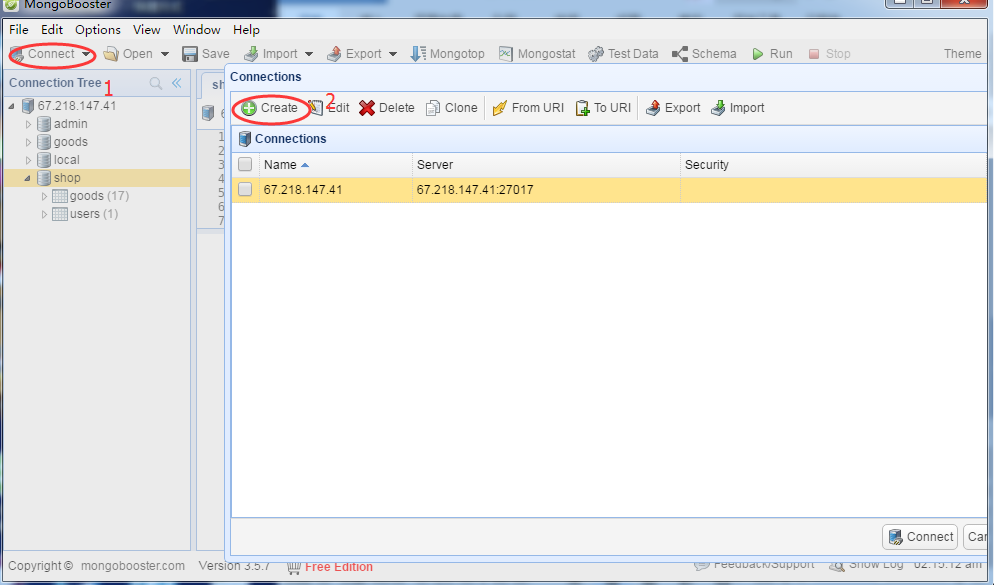 MongoBooster
File Edit Options View Window Help
Connect Open Save Import Export Mongotop Mongostat Test Data Schema Run Stop Theme
Connection Tree 1
67.218.147.41
admin
goods
local
shop
goods (17)
users (1)
sh
6
1
2
3
4
5
6
7
Connections
Create 2 Edit Delete Clone From URI To URI Export Import
Connections
Name Server Security
67.218.147.41 67.218.147.41:27017
Connect Can
Copyright © mongobooster.com Version 3.5.7 Free Edition Feedback/Support Show Log 02:15:12 am